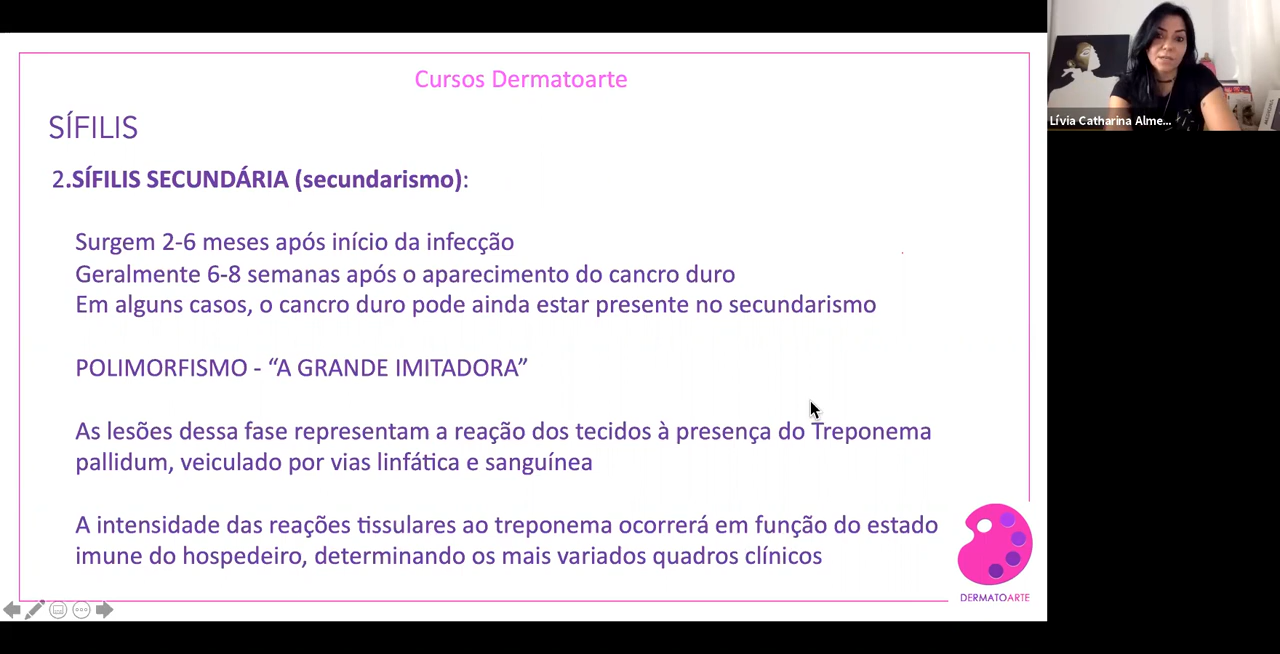 Cursos Dermatoarte
SÍFILIS
2.SÍFILIS SECUNDÁRIA (secundarismo):
Surgem 2-6 meses após início da infecção
Geralmente 6-8 semanas após o aparecimento do cancro duro
Em alguns casos, o cancro duro pode ainda estar presente no secundarismo
POLIMORFISMO - “A GRANDE IMITADORA”
As lesões dessa fase representam a reação dos tecidos à presença do Treponema
pallidum, veiculado por vias linfática e sanguínea
A intensidade das reações tissulares ao treponema ocorrerá em função do estado
imune do hospedeiro, determinando os mais variados quadros clínicos
DERMATOARTE
Lívia Catharina Alme...